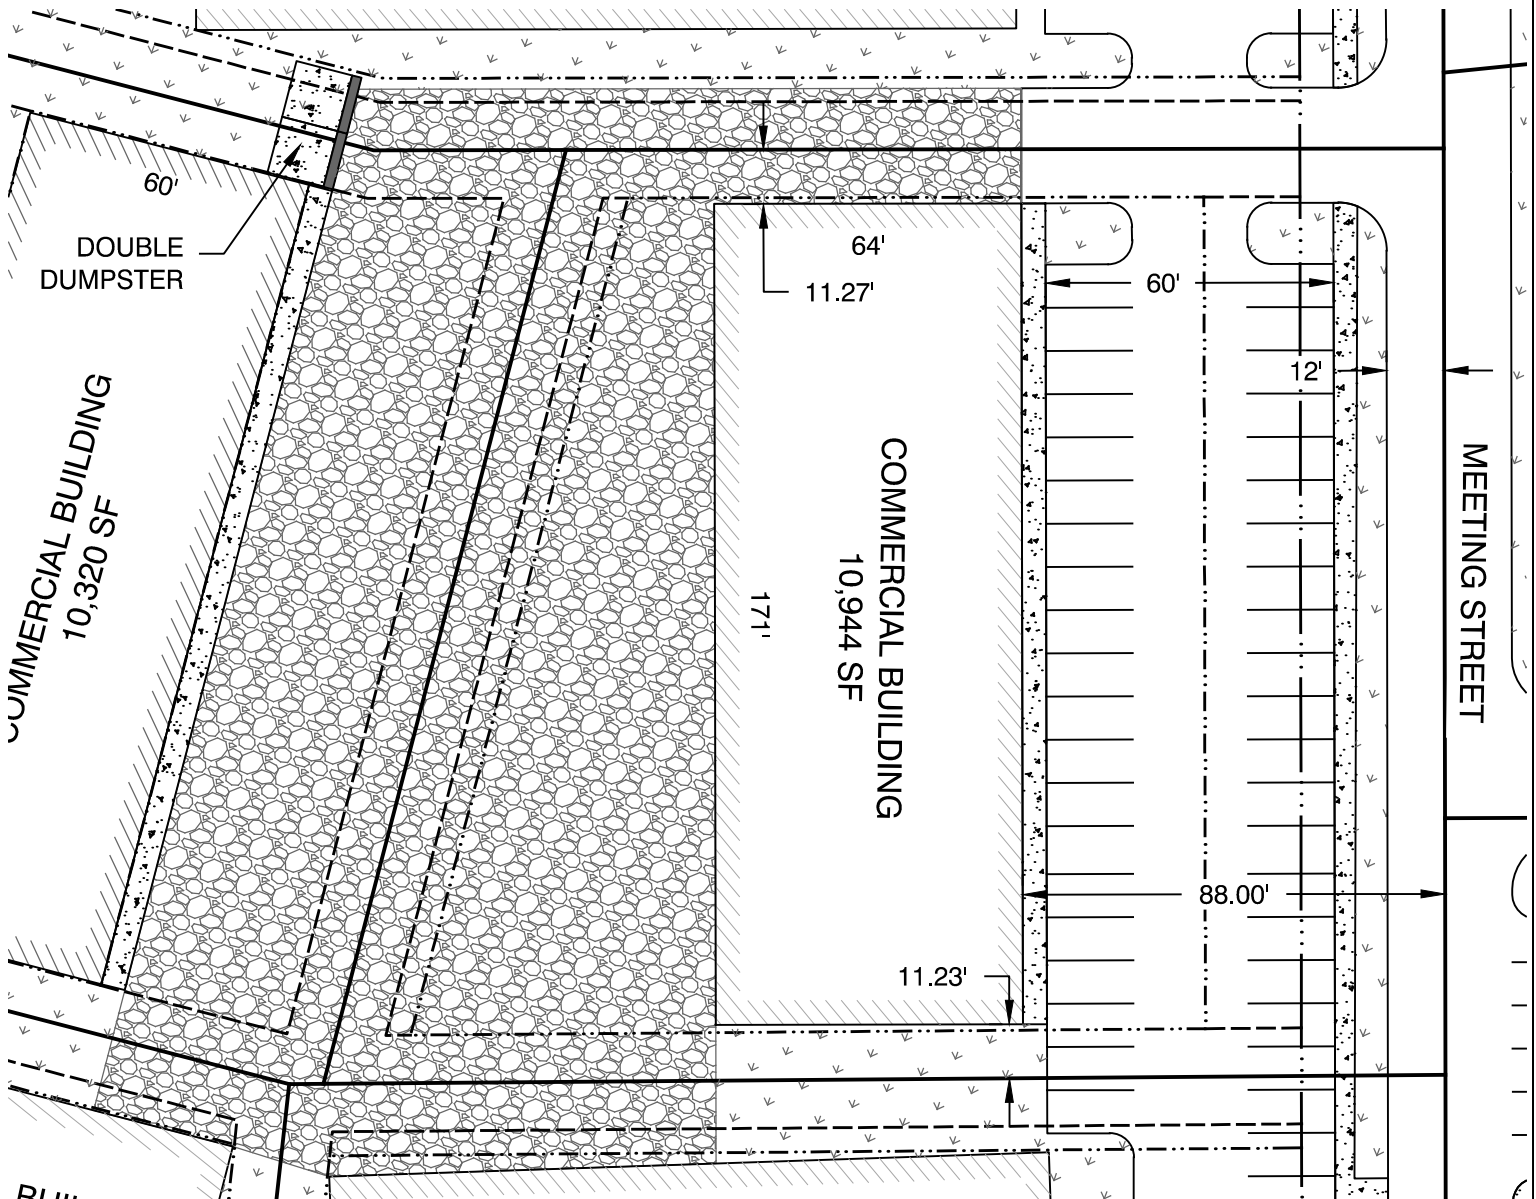 60'
DOUBLE
DUMPSTER
64'
11.27'
60'
12'
COMMERCIAL BUILDING
10,320 SF
COMMERCIAL BUILDING
10,944 SF
171'
MEETING STREET
88.00'
11.23'